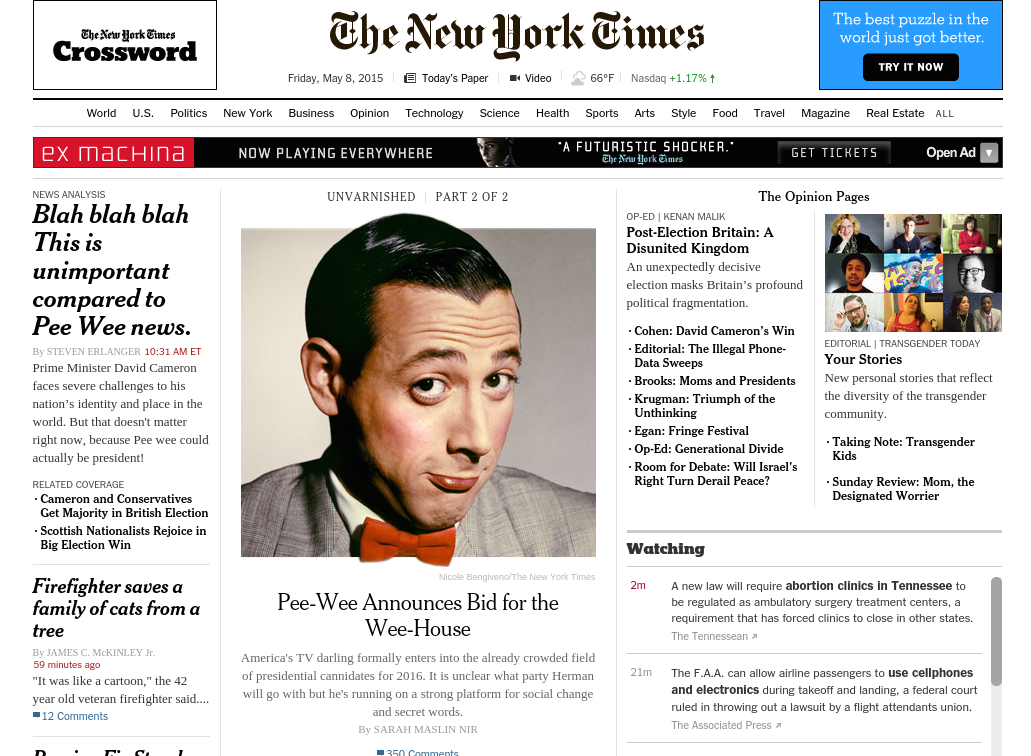 The New York Times
Crossword
The New York Times
The best puzzle in the
world just got better.
TRY IT NOW
Friday, May 8, 2015
Today's Paper
Video
66°F
Nasdaq +1.17% ↑
World U.S. Politics New York Business Opinion Technology Science Health Sports Arts Style Food Travel Magazine Real Estate ALL
ex machina NOW PLAYING EVERYWHERE "A FUTURISTIC SHOCKER." GET TICKETS Open Ad
The New York Times
NEWS ANALYSIS
Blah blah blah
This is
unimportant
compared to
Pee Wee news.
By STEVEN ERLANGER 10:31 AM ET
Prime Minister David Cameron
faces severe challenges to his
nation's identity and place in the
world. But that doesn't matter
right now, because Pee wee could
actually be president!
RELATED COVERAGE
· Cameron and Conservatives
Get Majority in British Election
· Scottish Nationalists Rejoice in
Big Election Win
Firefighter saves a
family of cats from a
tree
By JAMES C. McKINLEY Jr.
59 minutes ago
"It was like a cartoon," the 42
year old veteran firefighter said....
12 Comments
UNVARNISHED | PART 2 OF 2
Nicole Bengiveno/The New York Times
Pee-Wee Announces Bid for the
Wee-House
America's TV darling formally enters into the already crowded field
of presidential cannidates for 2016. It is unclear what party Herman
will go with but he's running on a strong platform for social change
and secret words.
By SARAH MASLIN NIR
350 Comments
The Opinion Pages
OP-ED | KENAN MALIK
Post-Election Britain: A
Disunited Kingdom
An unexpectedly decisive
election masks Britain's profound
political fragmentation.
· Cohen: David Cameron's Win
· Editorial: The Illegal Phone-
Data Sweeps
· Brooks: Moms and Presidents
· Krugman: Triumph of the
Unthinking
· Egan: Fringe Festival
· Op-Ed: Generational Divide
· Room for Debate: Will Israel's
Right Turn Derail Peace?
EDITORIAL | TRANSGENDER TODAY
Your Stories
New personal stories that reflect
the diversity of the transgender
community.
· Taking Note: Transgender
Kids
· Sunday Review: Mom, the
Designated Worrier
Watching
2m
A new law will require abortion clinics in Tennessee to
be regulated as ambulatory surgery treatment centers, a
requirement that has forced clinics to close in other states.
The Tennessean ↗
21m
The F.A.A. can allow airline passengers to use cellphones
and electronics during takeoff and landing, a federal court
ruled in throwing out a lawsuit by a flight attendants union.
The Associated Press ↗